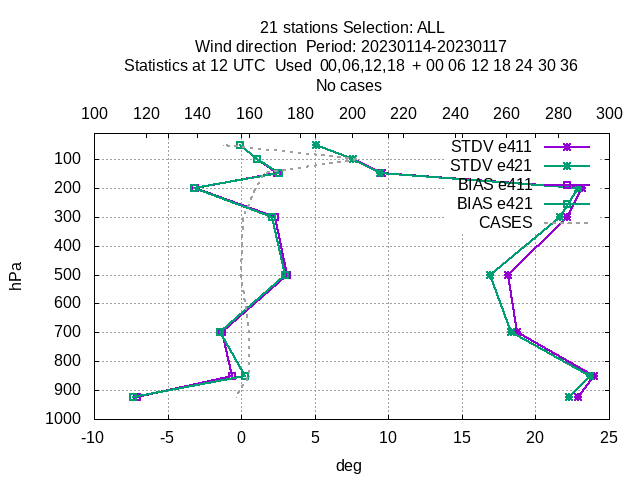 21 stations Selection: ALL
Wind direction  Period: 20230114-20230117
Statistics at 12 UTC  Used  00,06,12,18  + 00 06 12 18 24 30 36
No cases
100 120 140 160 180 200 220 240 260 280 300
STDV e411
STDV e421
BIAS e411
BIAS e421
CASES
100
200
300
400
500
600
700
800
900
1000
hPa
-10 -5 0 5 10 15 20 25
deg